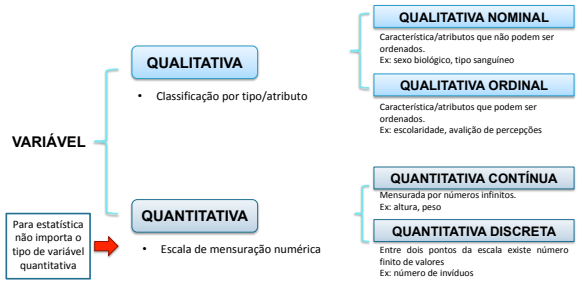 VARIÁVEL
QUALITATIVA
• Classificação por tipo/atributo
QUALITATIVA NOMINAL
Característica/atributos que não podem ser
ordenados.
Ex: sexo biológico, tipo sanguíneo
QUALITATIVA ORDINAL
Característica/atributos que podem ser
ordenados.
Ex: escolaridade, avalição de percepções
QUANTITATIVA
• Escala de mensuração numérica
Para estatística
não importa o
tipo de variável
quantitativa
QUANTITATIVA CONTÍNUA
Mensurada por números infinitos.
Ex: altura, peso
QUANTITATIVA DISCRETA
Entre dois pontos da escala existe número
finito de valores
Ex: número de invíduos